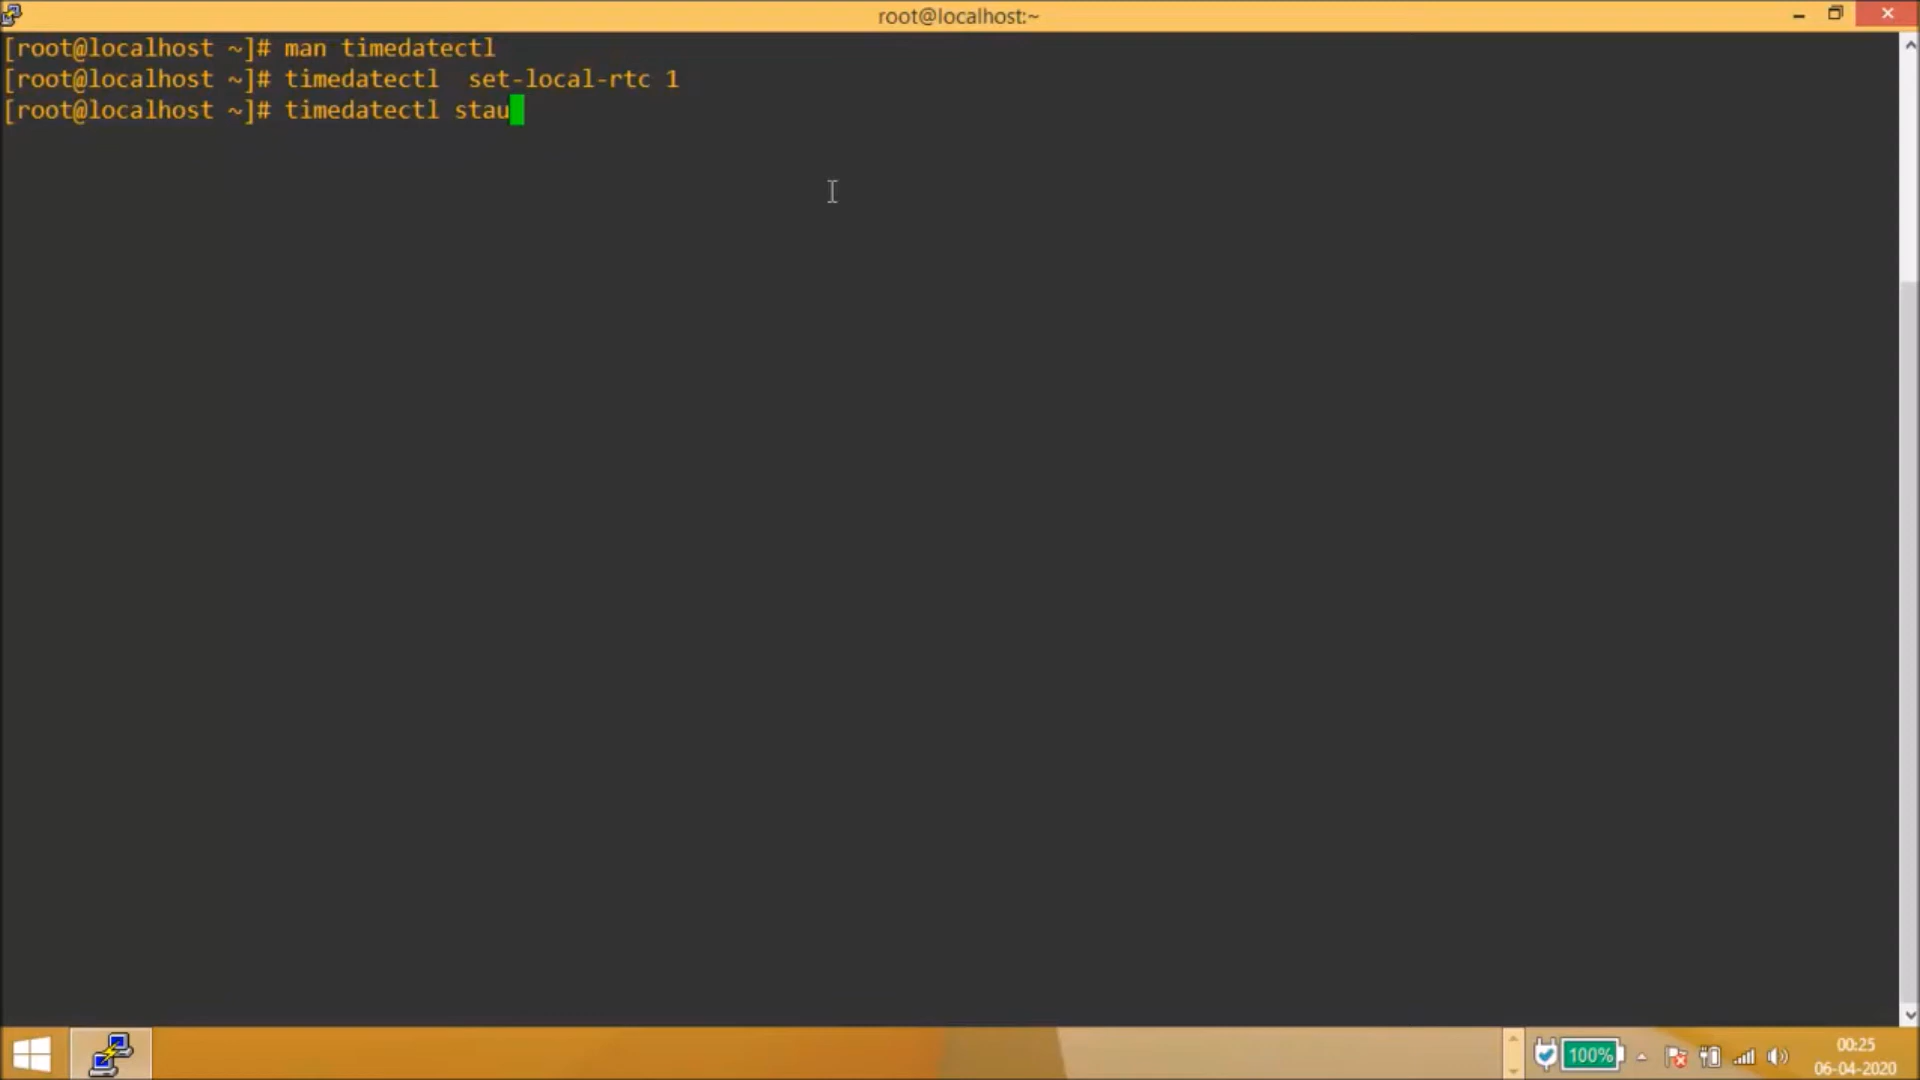 root@localhost:~
[root@localhost ~]# man timedatectl
[root@localhost ~]# timedatectl  set-local-rtc 1
[root@localhost ~]# timedatectl stau
100%
00:25
06-04-2020